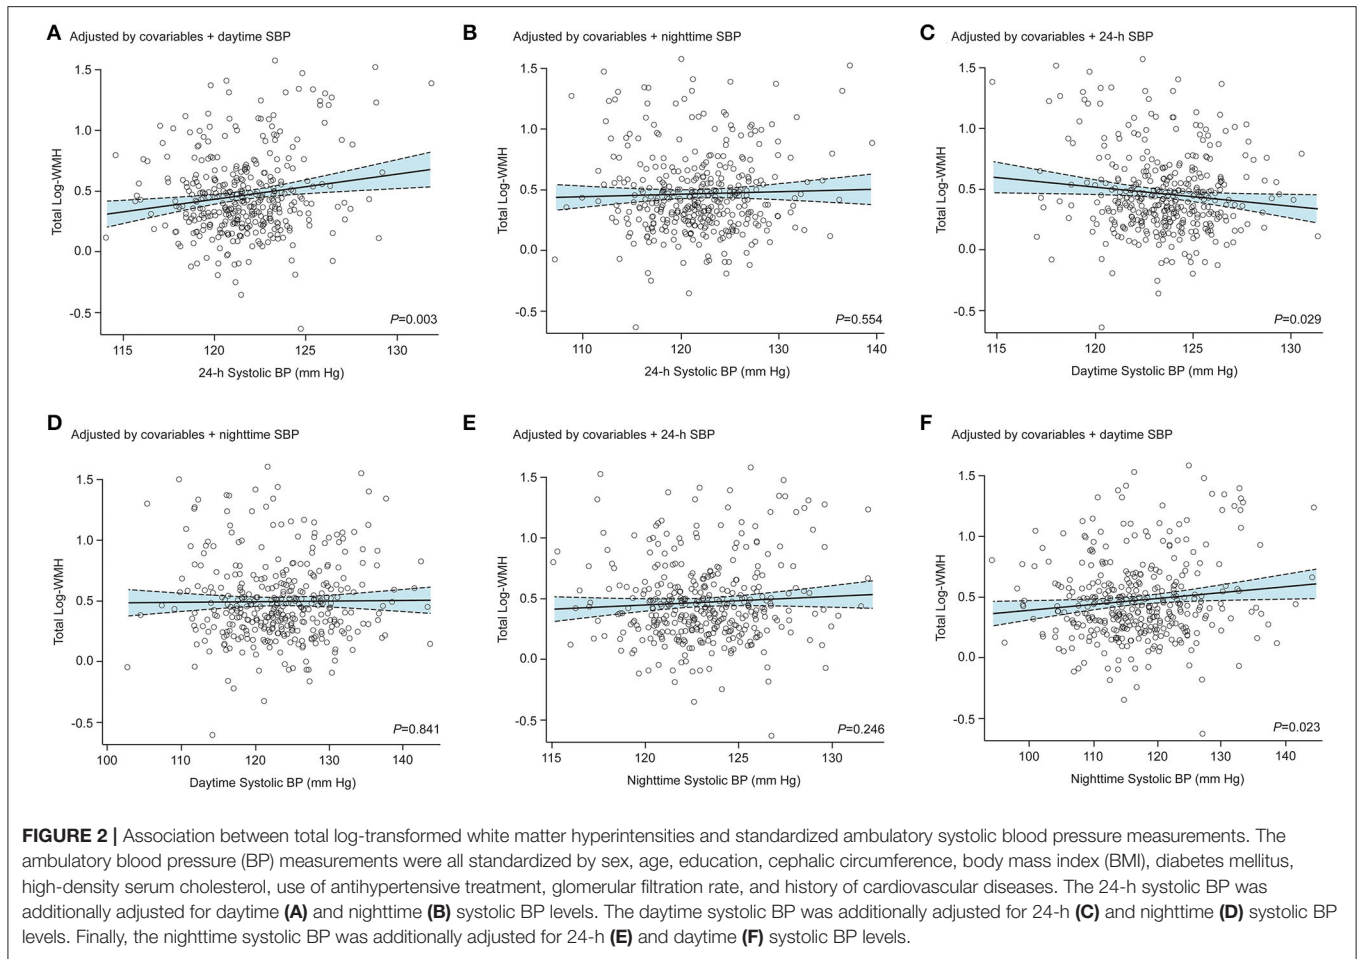 A Adjusted by covariables + daytime SBP
1.5
1.0
0.5
0.0
-0.5
Total Log-WMH
P=0.003
115 120 125 130
24-h Systolic BP (mm Hg)
B Adjusted by covariables + nighttime SBP
1.5
1.0
0.5
0.0
-0.5
Total Log-WMH
P=0.554
110 120 130 140
24-h Systolic BP (mm Hg)
C Adjusted by covariables + 24-h SBP
1.5
1.0
0.5
0.0
-0.5
Total Log-WMH
P=0.029
115 120 125 130
Daytime Systolic BP (mm Hg)
D Adjusted by covariables + nighttime SBP
1.5
1.0
0.5
0.0
-0.5
Total Log-WMH
P=0.841
100 110 120 130 140
Daytime Systolic BP (mm Hg)
E Adjusted by covariables + 24-h SBP
1.5
1.0
0.5
0.0
-0.5
Total Log-WMH
P=0.246
115 120 125 130
Nighttime Systolic BP (mm Hg)
F Adjusted by covariables + daytime SBP
1.5
1.0
0.5
0.0
-0.5
Total Log-WMH
P=0.023
100 110 120 130 140
Nighttime Systolic BP (mm Hg)
FIGURE 2 | Association between total log-transformed white matter hyperintensities and standardized ambulatory systolic blood pressure measurements. The
ambulatory blood pressure (BP) measurements were all standardized by sex, age, education, cephalic circumference, body mass index (BMI), diabetes mellitus,
high-density serum cholesterol, use of antihypertensive treatment, glomerular filtration rate, and history of cardiovascular diseases. The 24-h systolic BP was
additionally adjusted for daytime (A) and nighttime (B) systolic BP levels. The daytime systolic BP was additionally adjusted for 24-h (C) and nighttime (D) systolic BP
levels. Finally, the nighttime systolic BP was additionally adjusted for 24-h (E) and daytime (F) systolic BP levels.